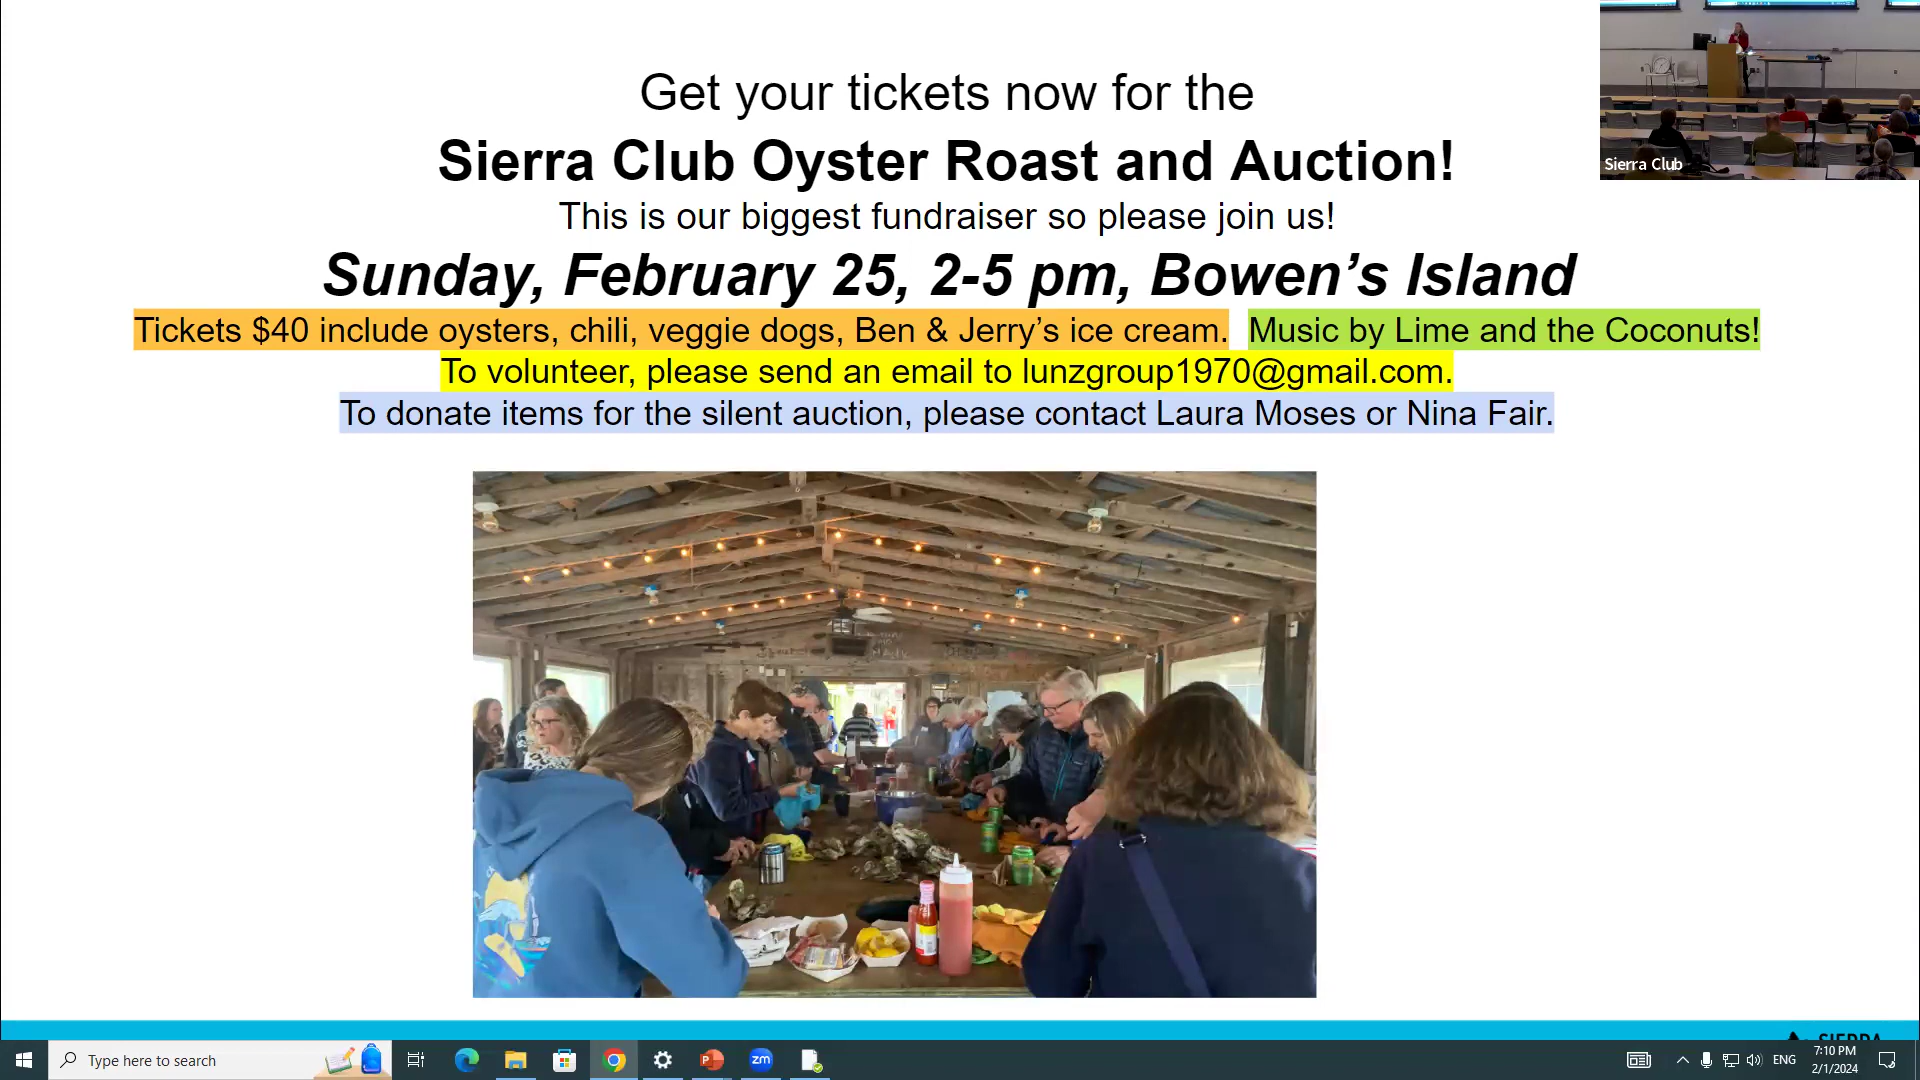 Get your tickets now for the
Sierra Club Oyster Roast and Auction!
This is our biggest fundraiser so please join us!
Sunday, February 25, 2-5 pm, Bowen's Island
Tickets $40 include oysters, chili, veggie dogs, Ben & Jerry's ice cream. Music by Lime and the Coconuts!
To volunteer, please send an email to lunzgroup1970@gmail.com.
To donate items for the silent auction, please contact Laura Moses or Nina Fair.
Sierra Club
SIERRA
Type here to search
zm
ENG
7:10 PM
2/1/2024